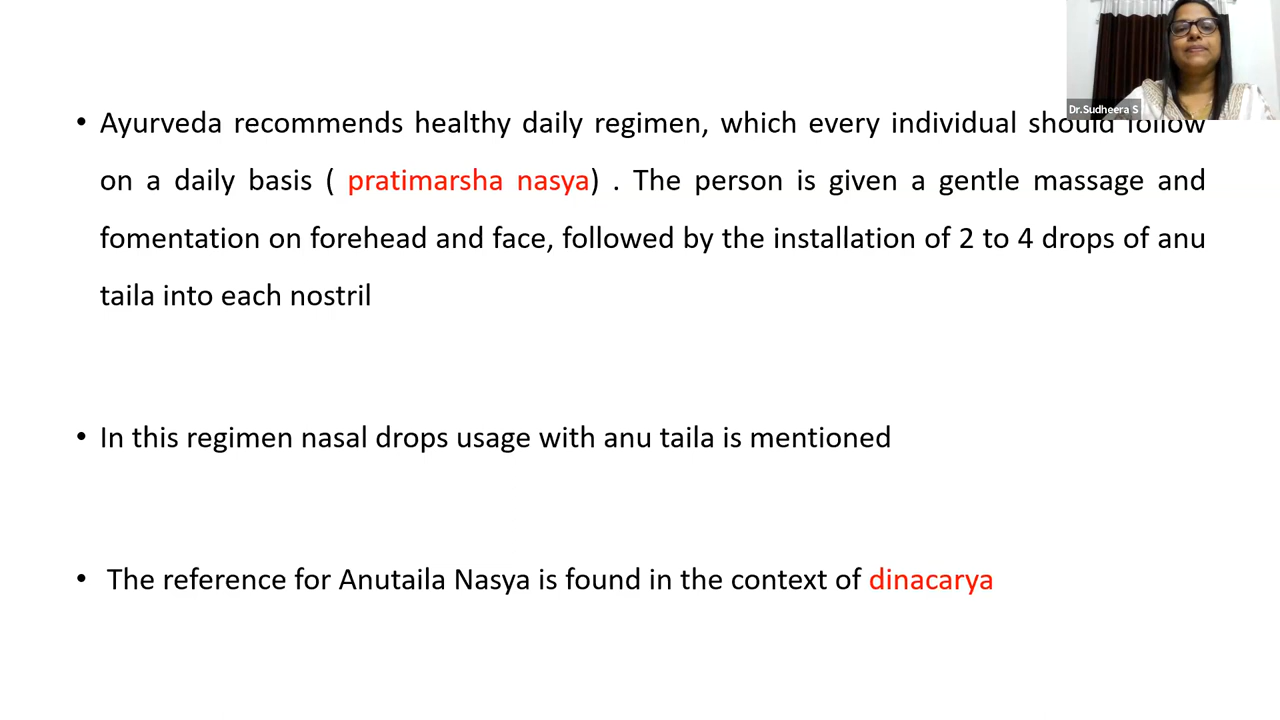 Dr.Sudheera S
• Ayurveda recommends healthy daily regimen, which every individual should follow
on a daily basis ( pratimarsha nasya) . The person is given a gentle massage and
fomentation on forehead and face, followed by the installation of 2 to 4 drops of anu
taila into each nostril
• In this regimen nasal drops usage with anu taila is mentioned
• The reference for Anutaila Nasya is found in the context of dinacarya